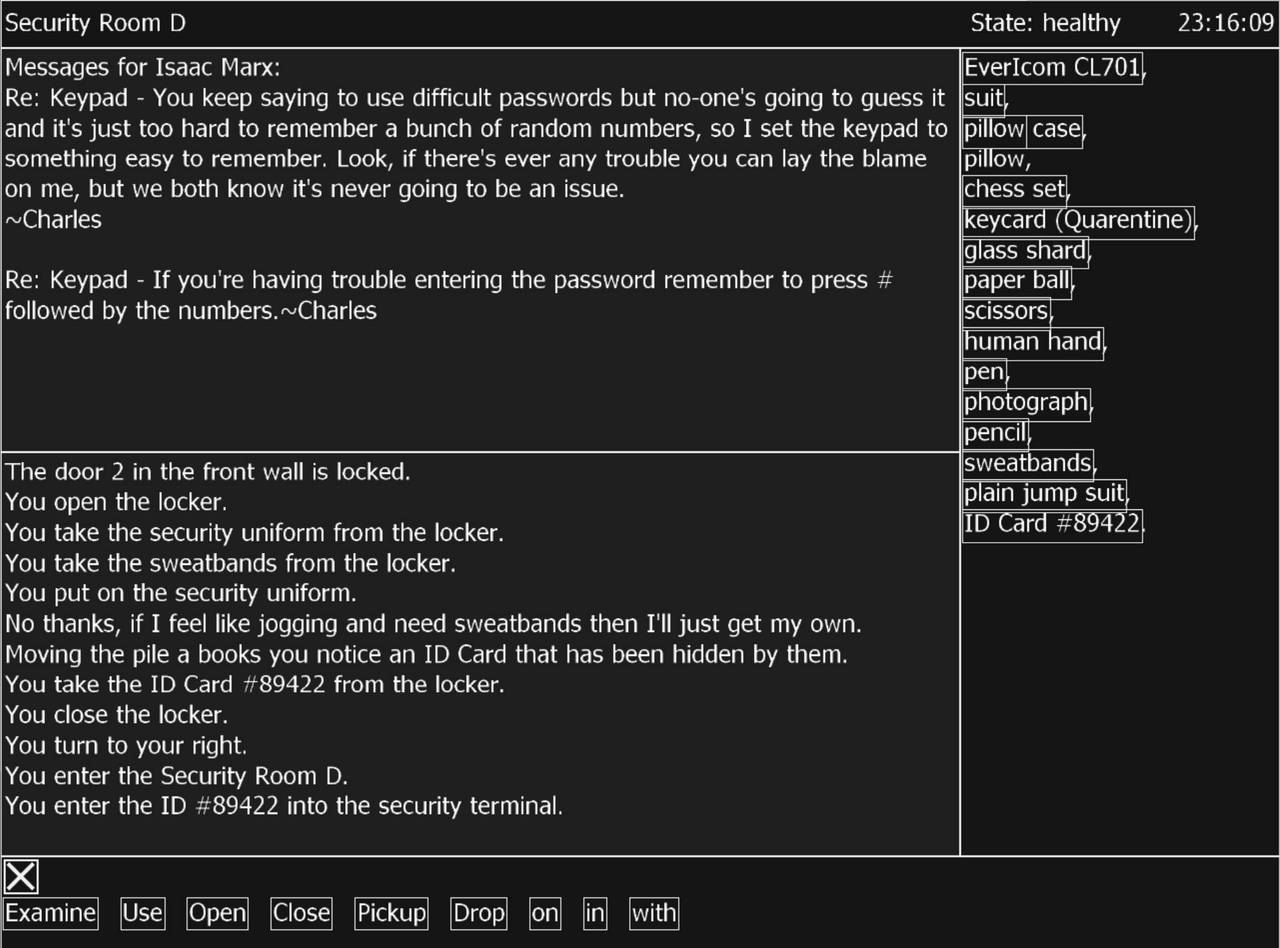 Security Room D
State: healthy
23:16:09
Messages for Isaac Marx:
Re: Keypad - You keep saying to use difficult passwords but no-one's going to guess it
and it's just too hard to remember a bunch of random numbers, so I set the keypad to
something easy to remember. Look, if there's ever any trouble you can lay the blame
on me, but we both know it's never going to be an issue.
~Charles
Re: Keypad - If you're having trouble entering the password remember to press #
followed by the numbers.~Charles
EverIcom CL701,
suit,
pillow case,
pillow,
chess set,
keycard (Quarentine),
glass shard,
paper ball,
scissors,
human hand,
pen,
photograph,
pencil,
sweatbands,
plain jump suit,
ID Card #89422.
The door 2 in the front wall is locked.
You open the locker.
You take the security uniform from the locker.
You take the sweatbands from the locker.
You put on the security uniform.
No thanks, if I feel like jogging and need sweatbands then I'll just get my own.
Moving the pile a books you notice an ID Card that has been hidden by them.
You take the ID Card #89422 from the locker.
You close the locker.
You turn to your right.
You enter the Security Room D.
You enter the ID #89422 into the security terminal.
Examine Use Open Close Pickup Drop on in with